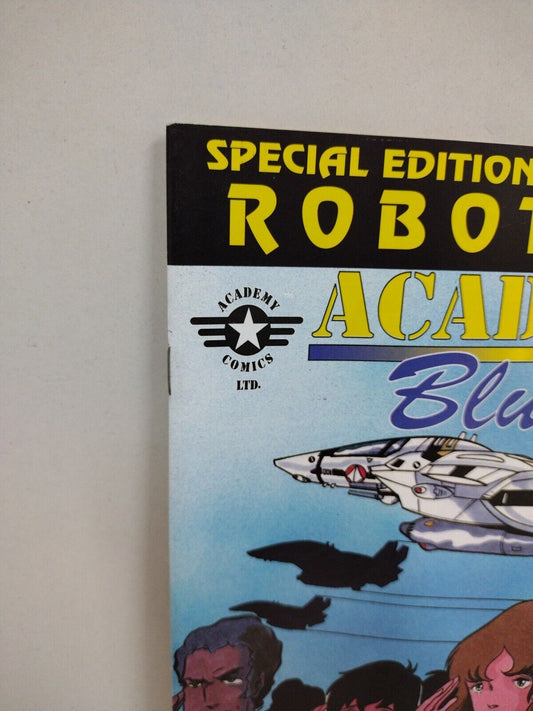 SPECIAL EDITION
ROBOT
ACADEMY
COMICS
LTD.
ACAD
Blu